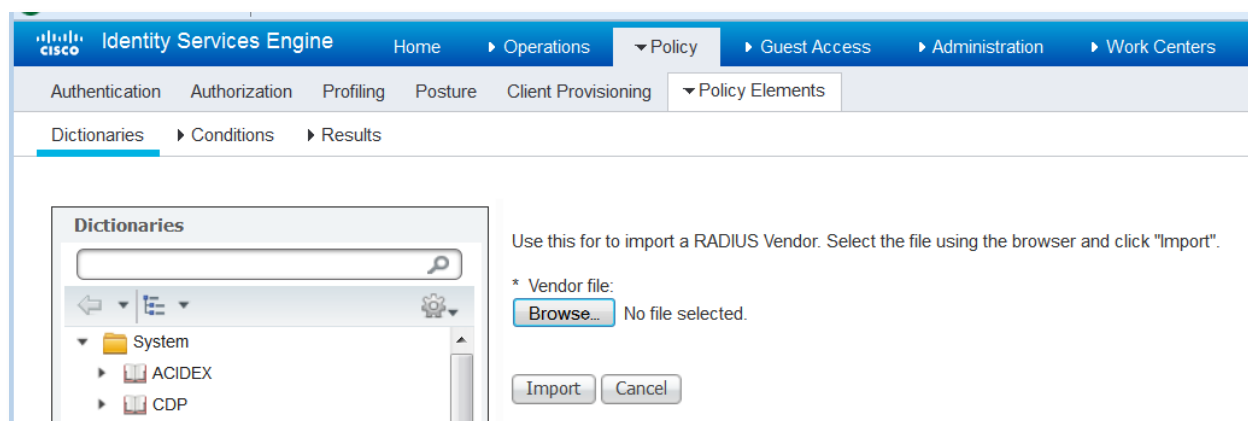 cisco Identity Services Engine Home Operations Policy Guest Access Administration Work Centers
Authentication Authorization Profiling Posture Client Provisioning Policy Elements
Dictionaries Conditions Results
Dictionaries
Use this for to import a RADIUS Vendor. Select the file using the browser and click "Import".
* Vendor file:
Browse... No file selected.
System
ACIDEX
CDP
Import Cancel